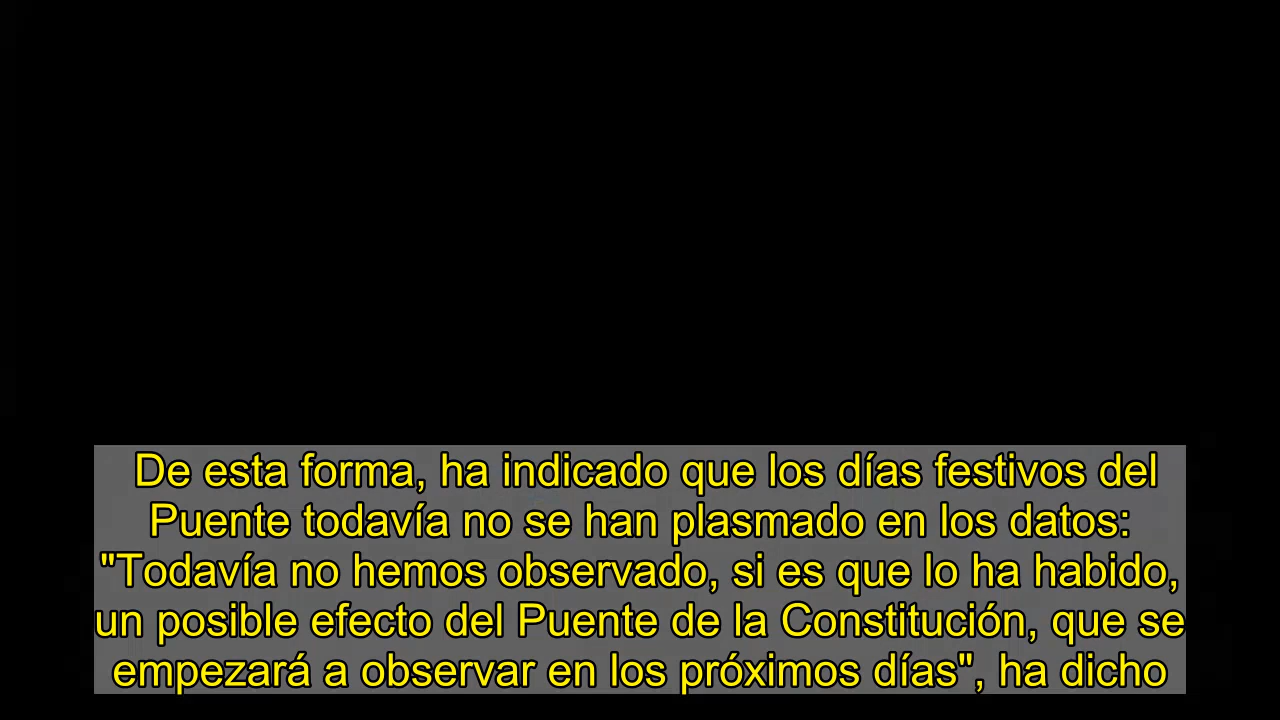 De esta forma, ha indicado que los días festivos del
Puente todavía no se han plasmado en los datos:
"Todavía no hemos observado, si es que lo ha habido,
un posible efecto del Puente de la Constitución, que se
empezará a observar en los próximos días", ha dicho